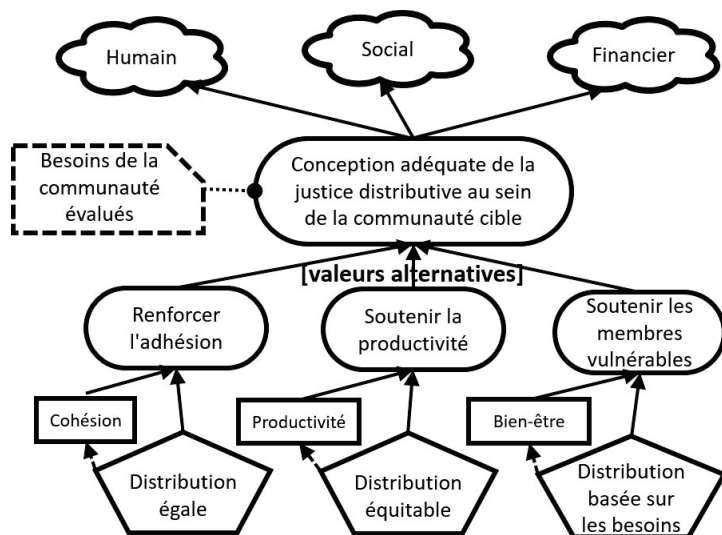 Humain
Social
Financier
Besoins de la
communauté
évalués
Conception adéquate de la
justice distributive au sein
de la communauté cible
[valeurs alternatives]
Renforcer
l'adhésion
Soutenir la
productivité
Soutenir les
membres
vulnérables
Cohésion
Productivité
Bien-être
Distribution
égale
Distribution
équitable
Distribution
basée sur
les besoins